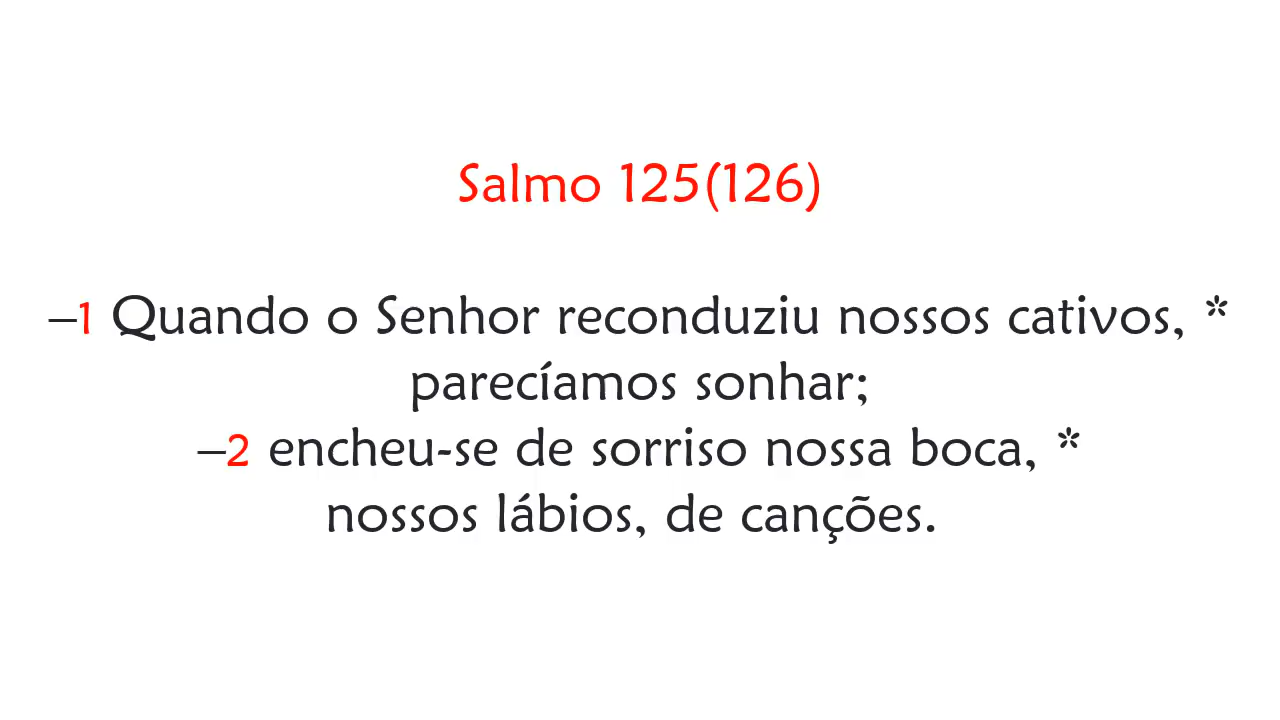 Salmo 125(126)
–1 Quando o Senhor reconduziu nossos cativos, *
parecíamos sonhar;
–2 encheu-se de sorriso nossa boca, *
nossos lábios, de canções.